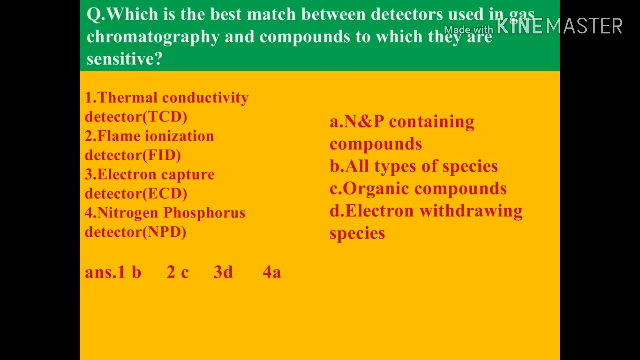 Q.Which is the best match between detectors used in gas
chromatography and compounds to which they are
sensitive?
Made with KINEMASTER
1.Thermal conductivity
detector(TCD)
2.Flame ionization
detector(FID)
3.Electron capture
detector(ECD)
4.Nitrogen Phosphorus
detector(NPD)
a.N&P containing
compounds
b.All types of species
c.Organic compounds
d.Electron withdrawing
species
ans.1 b 2 c 3d 4a